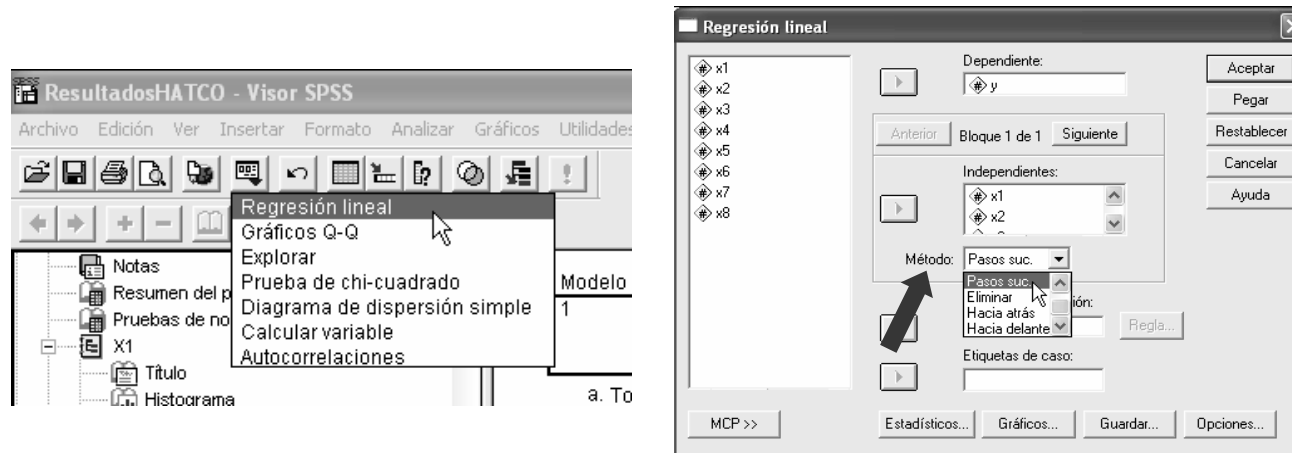 ResultadosHATCO - Visor SPSS
Archivo Edición Ver Insertar Formato Analizar Gráficos Utilidades
Regresión lineal
Gráficos Q-Q
Explorar
Prueba de chi-cuadrado
Diagrama de dispersión simple
Calcular variable
Autocorrelaciones
Notas
Resumen del p
Pruebas de no
X1
Título
Histograma
Modelo
1
a. To
Regresión lineal
x1
x2
x3
x4
x5
x6
x7
x8
Dependiente:
y
Anterior Bloque 1 de 1 Siguiente
Independientes:
x1
x2
Método: Pasos suc.
Pasos suc.
Eliminar
Hacia atrás
Hacia delante
ión:
Regla...
Etiquetas de caso:
Aceptar
Pegar
Restablecer
Cancelar
Ayuda
MCP >> Estadísticos... Gráficos... Guardar... Opciones...